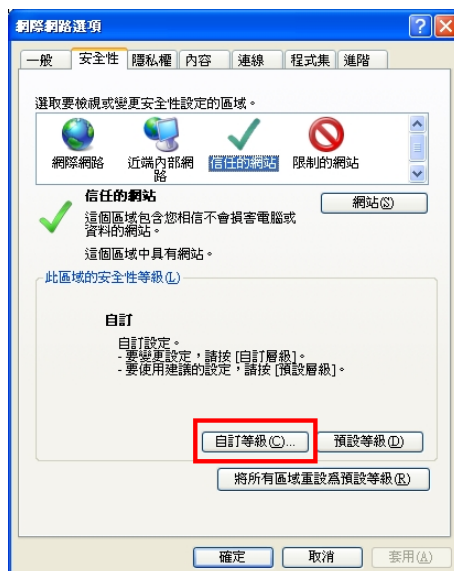 網際網路選項
一般
安全性
隱私權
內容
連線
程式集
進階
選取要檢視或變更安全性設定的區域。
網際網路
近端內部網路
信任的網站
限制的網站
信任的網站
這個區域包含您相信不會損害電腦或
資料的網站。
這個區域中具有網站。
網站(S)
此區域的安全性等級(L)
自訂
自訂設定。
- 要變更設定，請按 [自訂層級]。
- 要使用建議的設定，請按 [預設層級]。
自訂等級(C)...
預設等級(D)
將所有區域重設為預設等級(R)
確定
取消
套用(A)